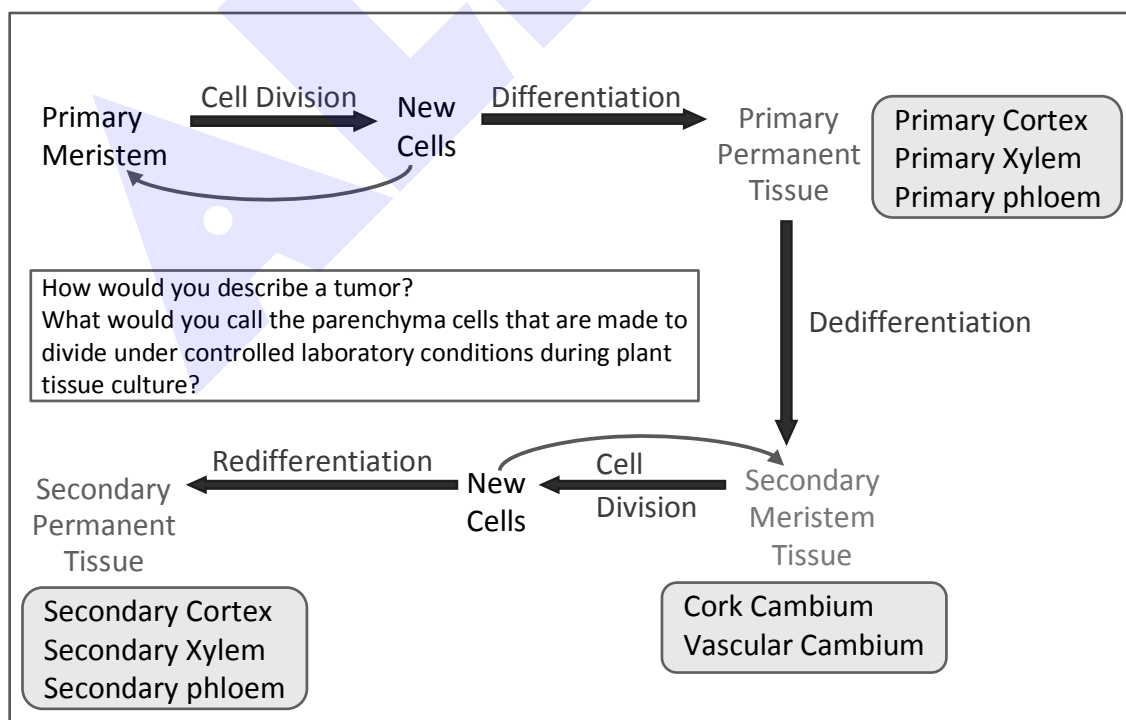 Cell Division
New
Cells
Differentiation
Primary
Meristem
Primary
Permanent
Tissue
Primary Cortex
Primary Xylem
Primary phloem
How would you describe a tumor?
What would you call the parenchyma cells that are made to
divide under controlled laboratory conditions during plant
tissue culture?
Dedifferentiation
Redifferentiation
Cell
Division
New
Cells
Secondary
Permanent
Tissue
Secondary
Meristem
Tissue
Secondary Cortex
Secondary Xylem
Secondary phloem
Cork Cambium
Vascular Cambium